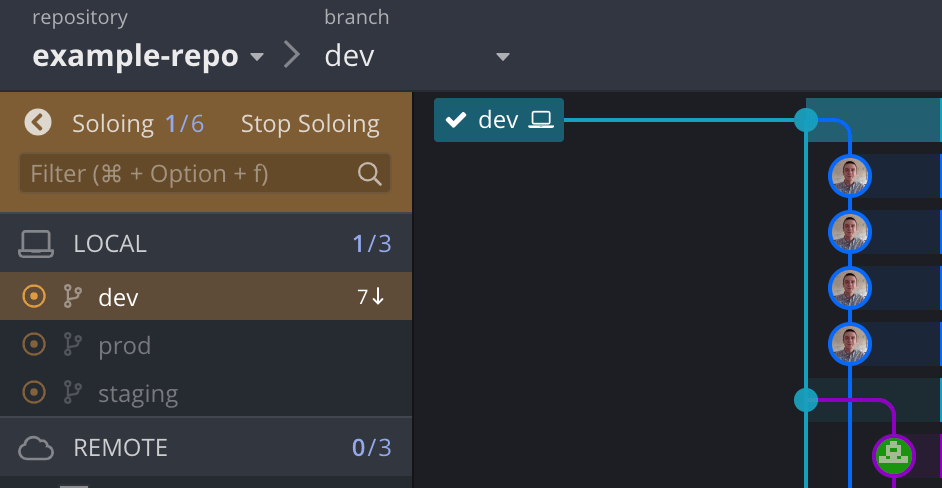 repository
branch
example-repo
dev
Soloing 1/6
Stop Soloing
Filter (⌘ + Option + f)
dev
LOCAL 1/3
dev 7↓
prod
staging
REMOTE 0/3